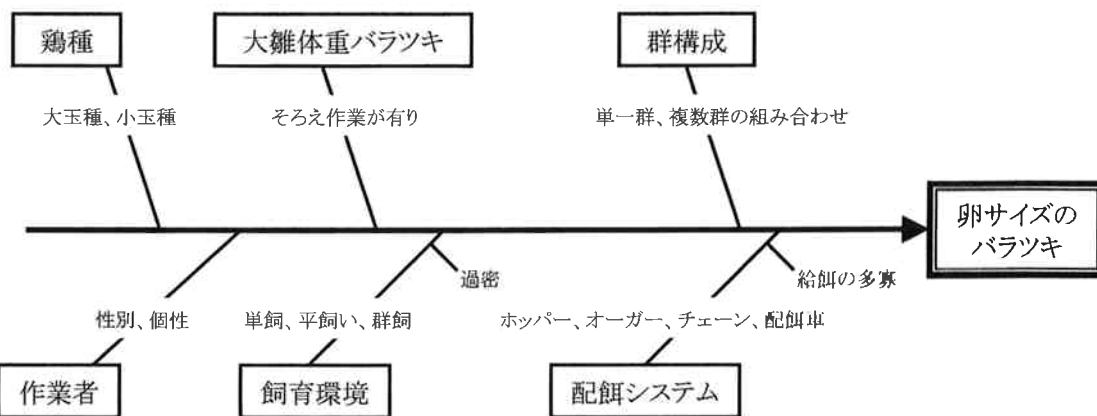 鶏種
大雛体重バラツキ
群構成
大玉種、小玉種
そろえ作業が有り
単一群、複数群の組み合わせ
卵サイズの
バラツキ
過密
給餌の多寡
性別、個性
単飼、平飼い、群飼
ホッパー、オーガー、チェーン、配餌車
作業者
飼育環境
配餌システム